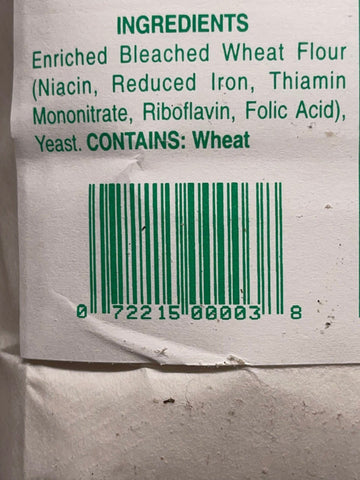 INGREDIENTS
Enriched Bleached Wheat Flour
(Niacin, Reduced Iron, Thiamin
Mononitrate, Riboflavin, Folic Acid),
Yeast. CONTAINS: Wheat
0 72215 00003 8